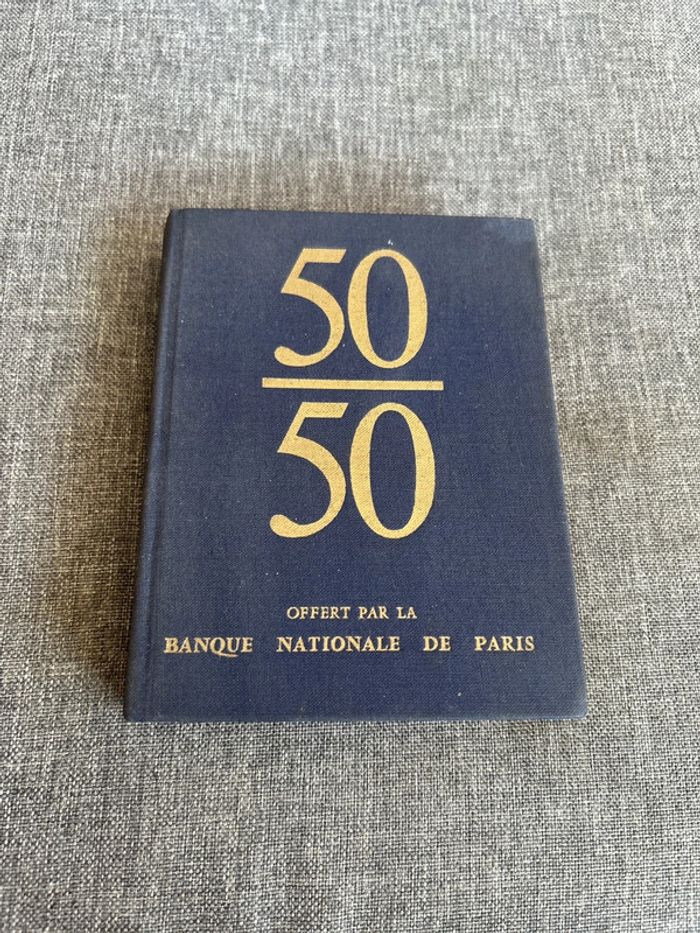 50
50
OFFERT PAR LA
BANQUE NATIONALE DE PARIS